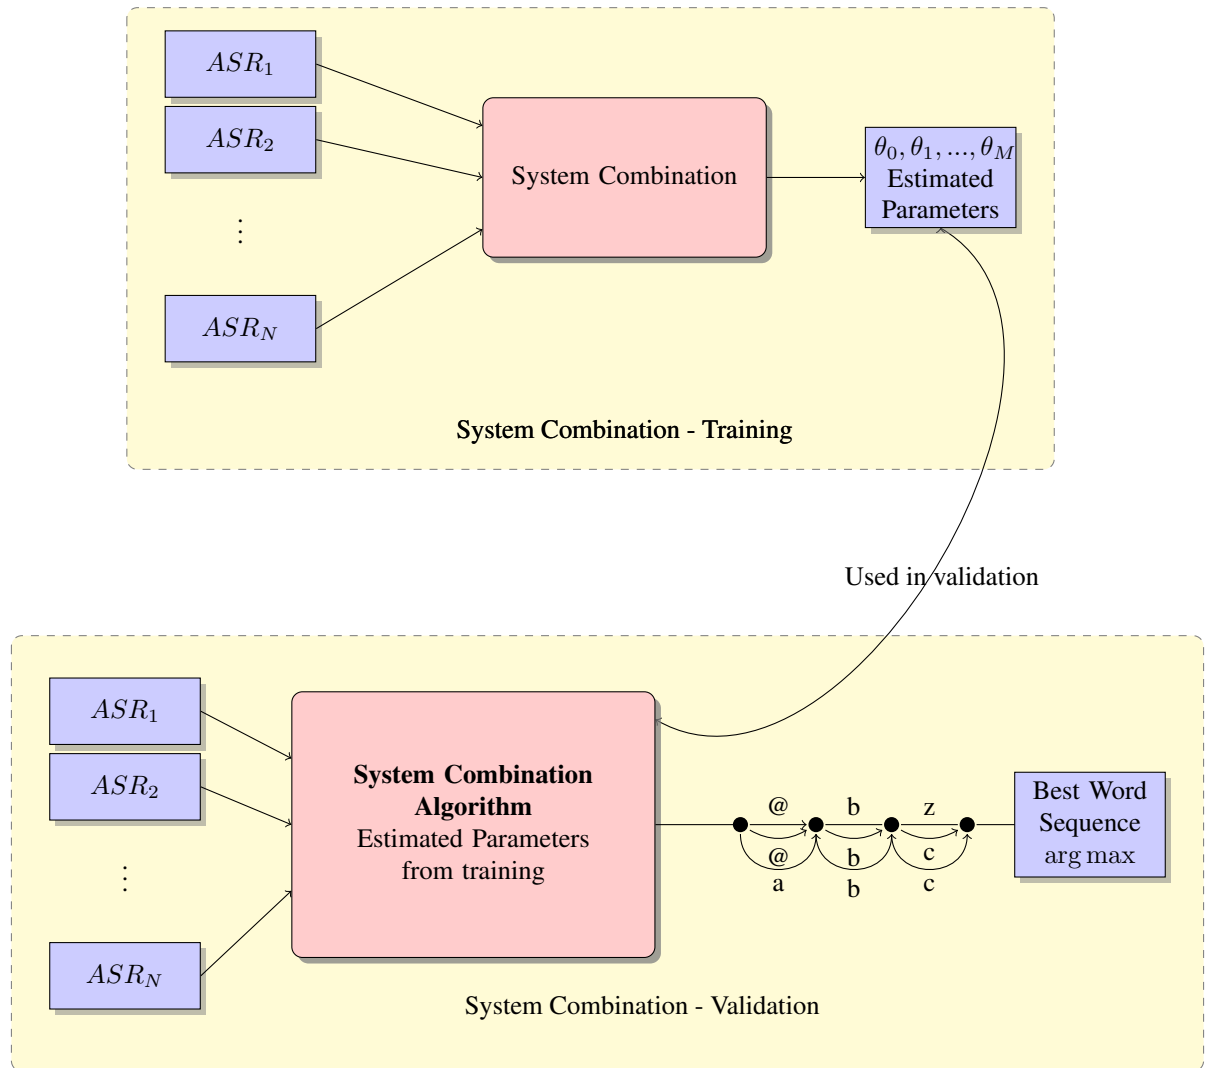 ASR₁
ASR₂
⋮
ASR_N
System Combination
θ₀, θ₁, ..., θ_M
Estimated
Parameters
System Combination - Training
Used in validation
ASR₁
ASR₂
⋮
ASR_N
System Combination
Algorithm
Estimated Parameters
from training
@ b z
@ b c
a b c
Best Word
Sequence
arg max
System Combination - Validation